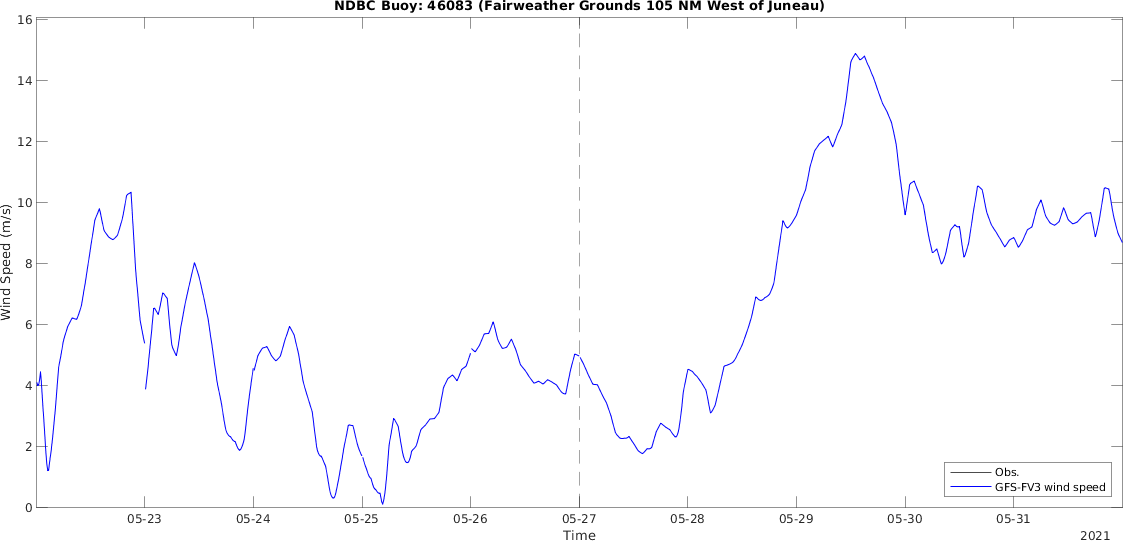 NDBC Buoy: 46083 (Fairweather Grounds 105 NM West of Juneau)
16
14
12
10
8
6
4
2
0
Wind Speed (m/s)
05-23 05-24 05-25 05-26 05-27 05-28 05-29 05-30 05-31
Time
2021
Obs.
GFS-FV3 wind speed